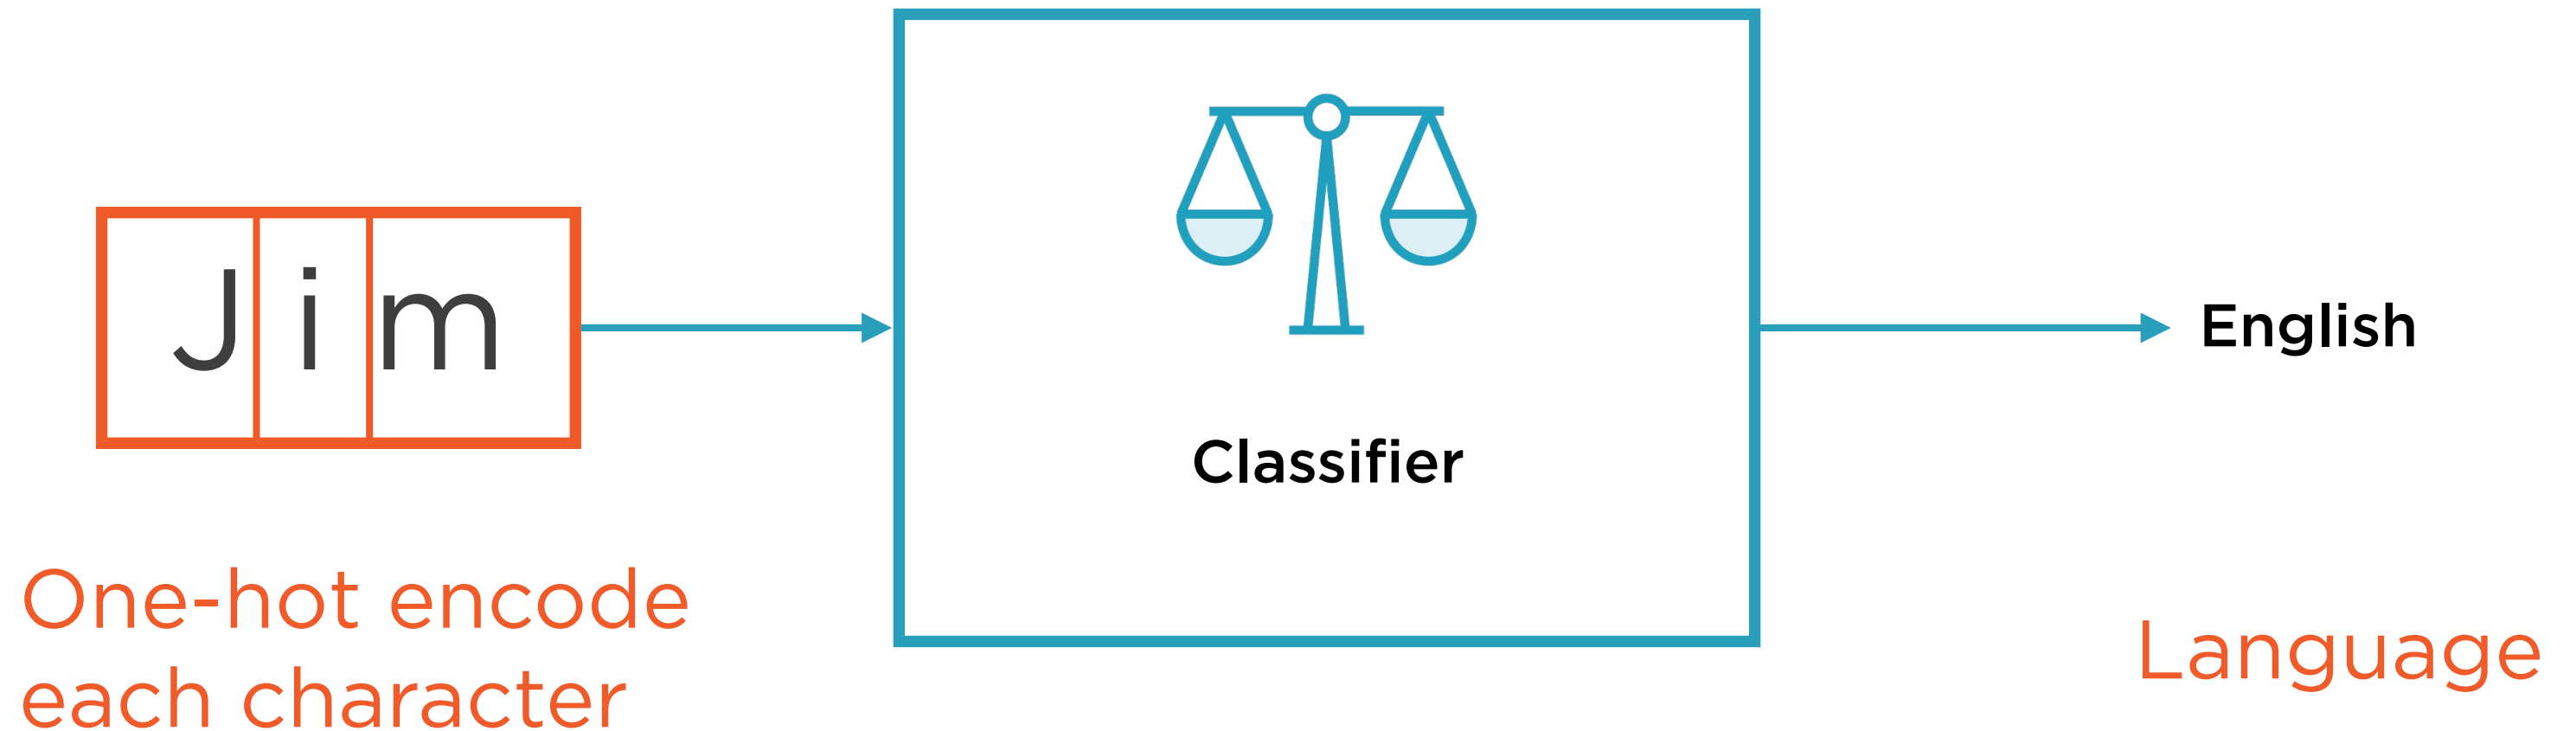 J i m
One-hot encode
each character
Classifier
English
Language